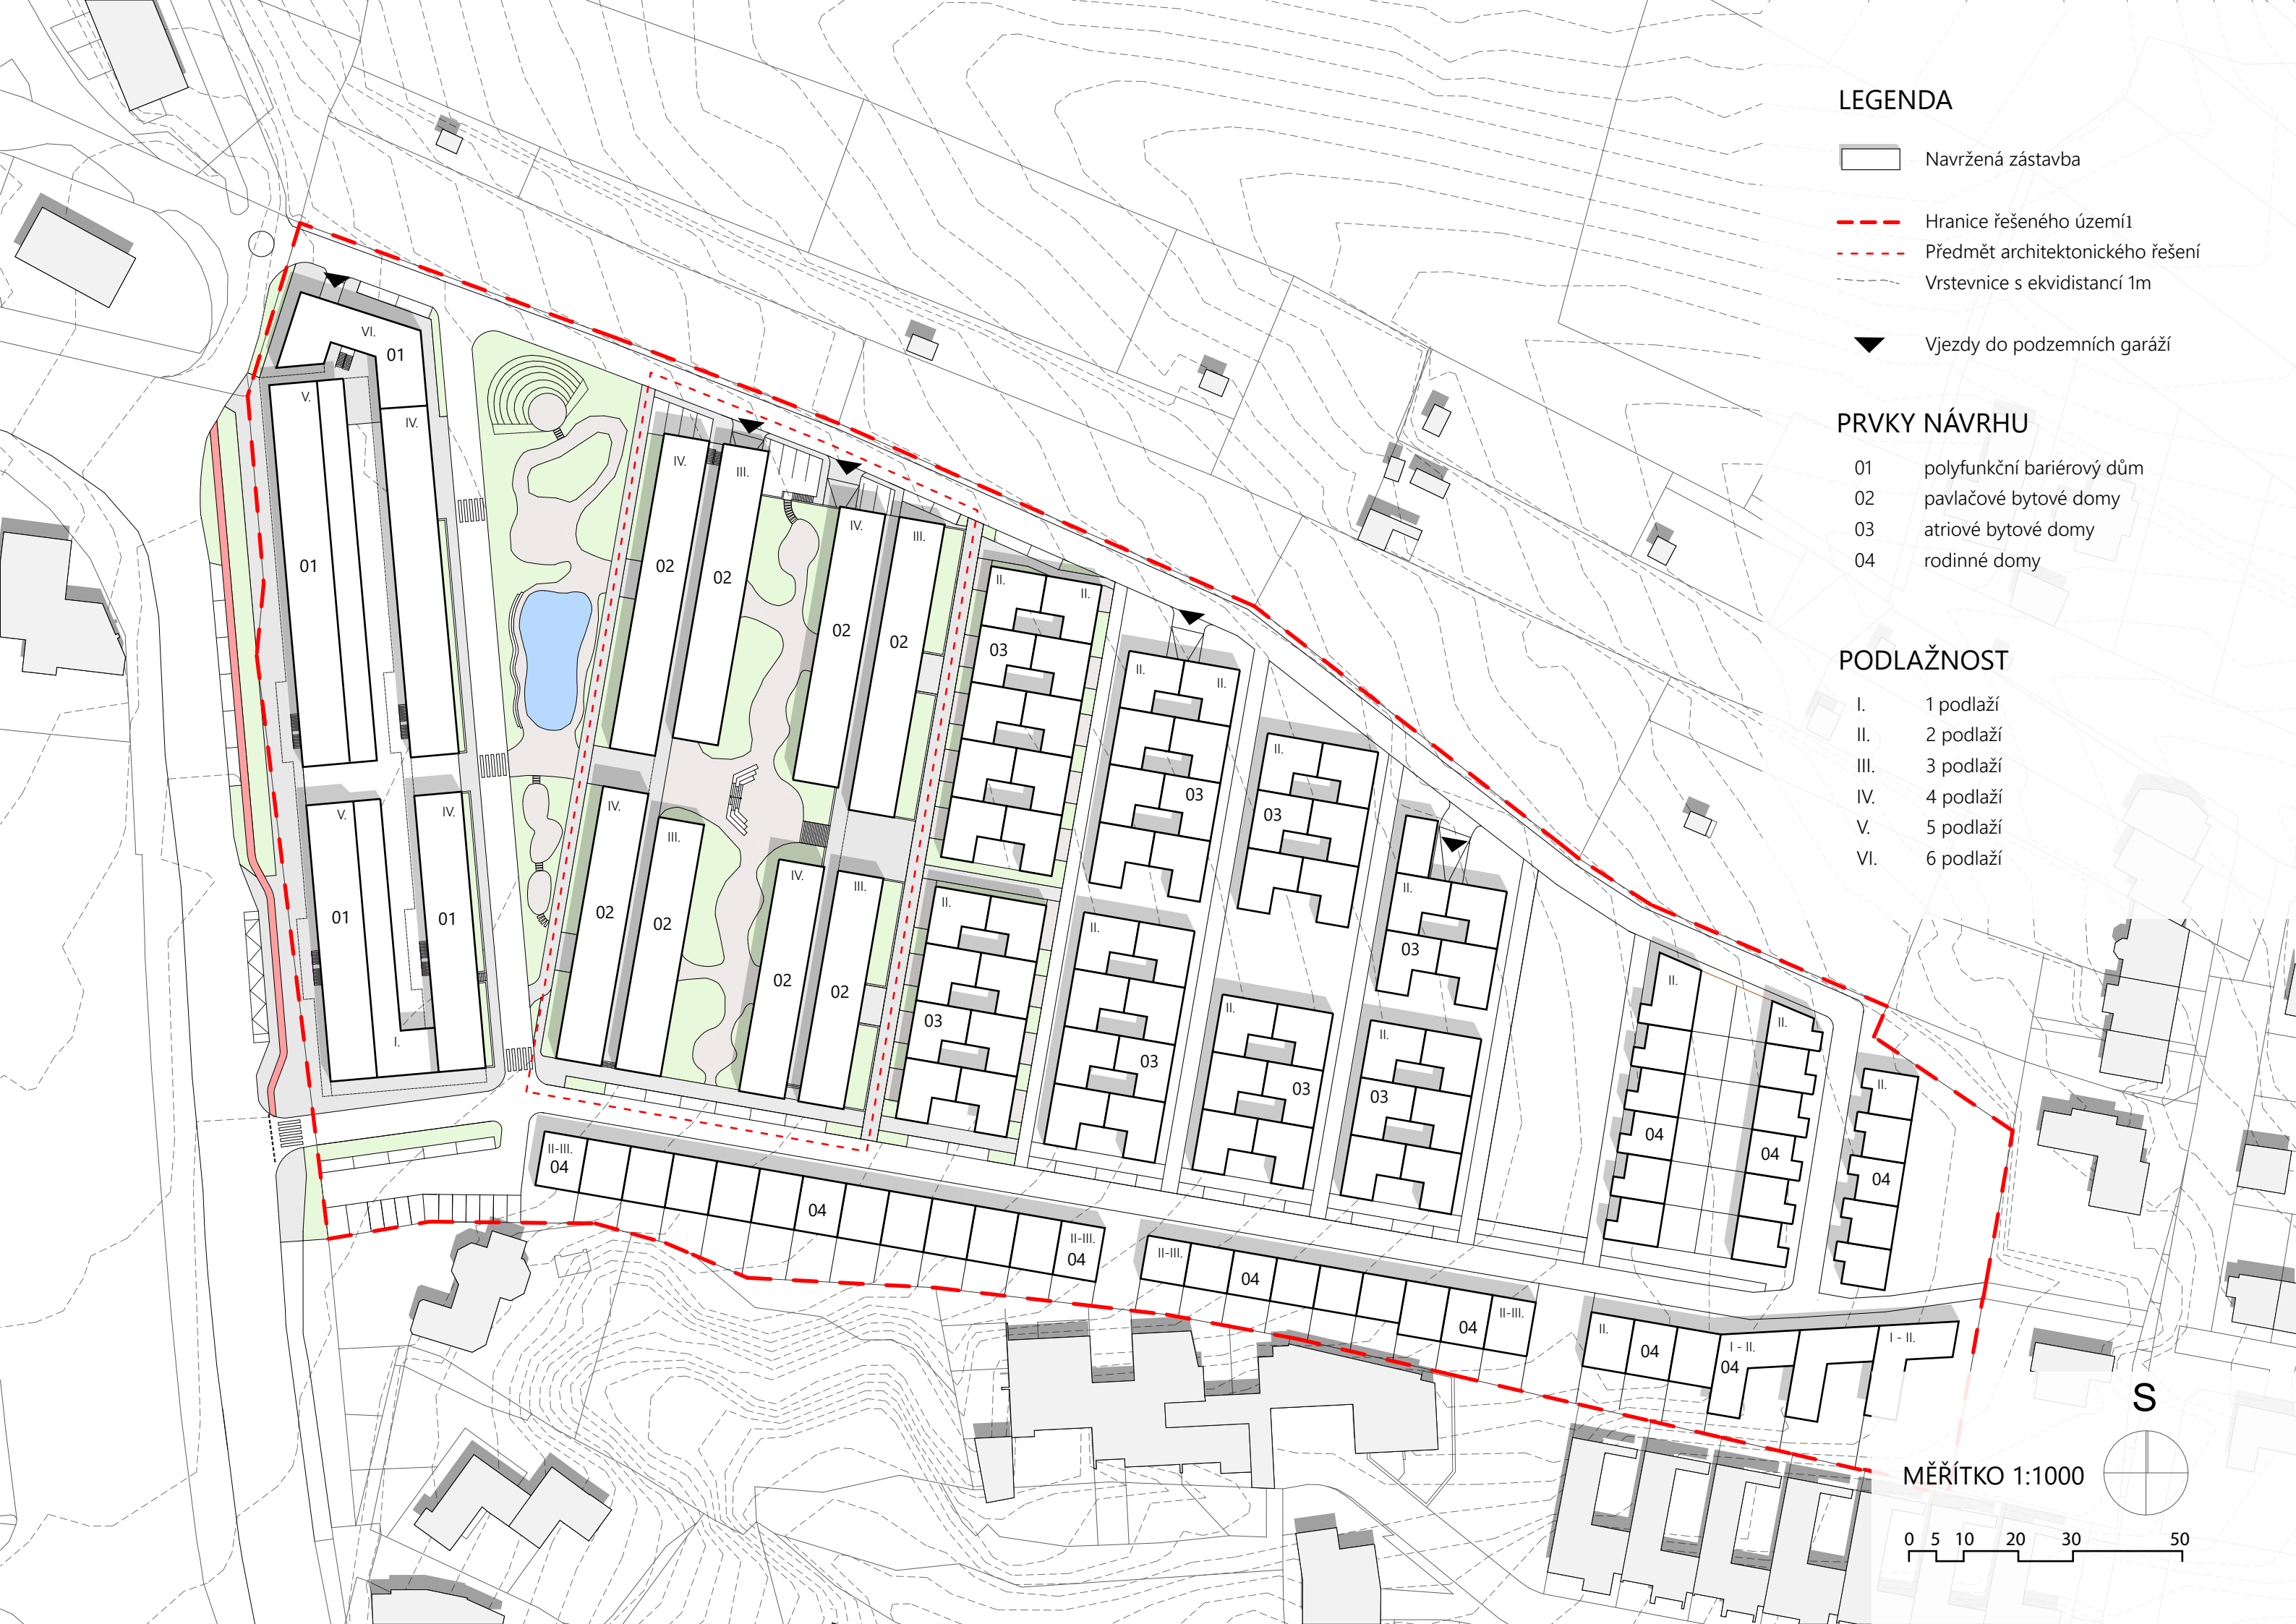 LEGENDA
Navržená zástavba
Hranice řešeného území1
Předmět architektonického řešení
Vrstevnice s ekvidistancí 1m
Vjezdy do podzemních garáží
PRVKY NÁVRHU
01 polyfunkční bariérový dům
02 pavlačové bytové domy
03 atriové bytové domy
04 rodinné domy
PODLAŽNOST
I. 1 podlaží
II. 2 podlaží
III. 3 podlaží
IV. 4 podlaží
V. 5 podlaží
VI. 6 podlaží
VI.
01
V.
IV.
01
V.
IV.
01
01
I.
IV.
III.
02
02
IV.
III.
02
02
IV.
III.
02
02
IV.
III.
02
02
II.
II.
03
II.
03
II.
II.
03
II.
03
II.
03
II.
03
II.
03
II.
03
II.
04
II.
04
II.
04
II-III.
04
04
II-III.
04
II-III.
04
04
II-III.
II.
04
I - II.
04
I - II.
S
MĚŘÍTKO 1:1000
0 5 10 20 30 50